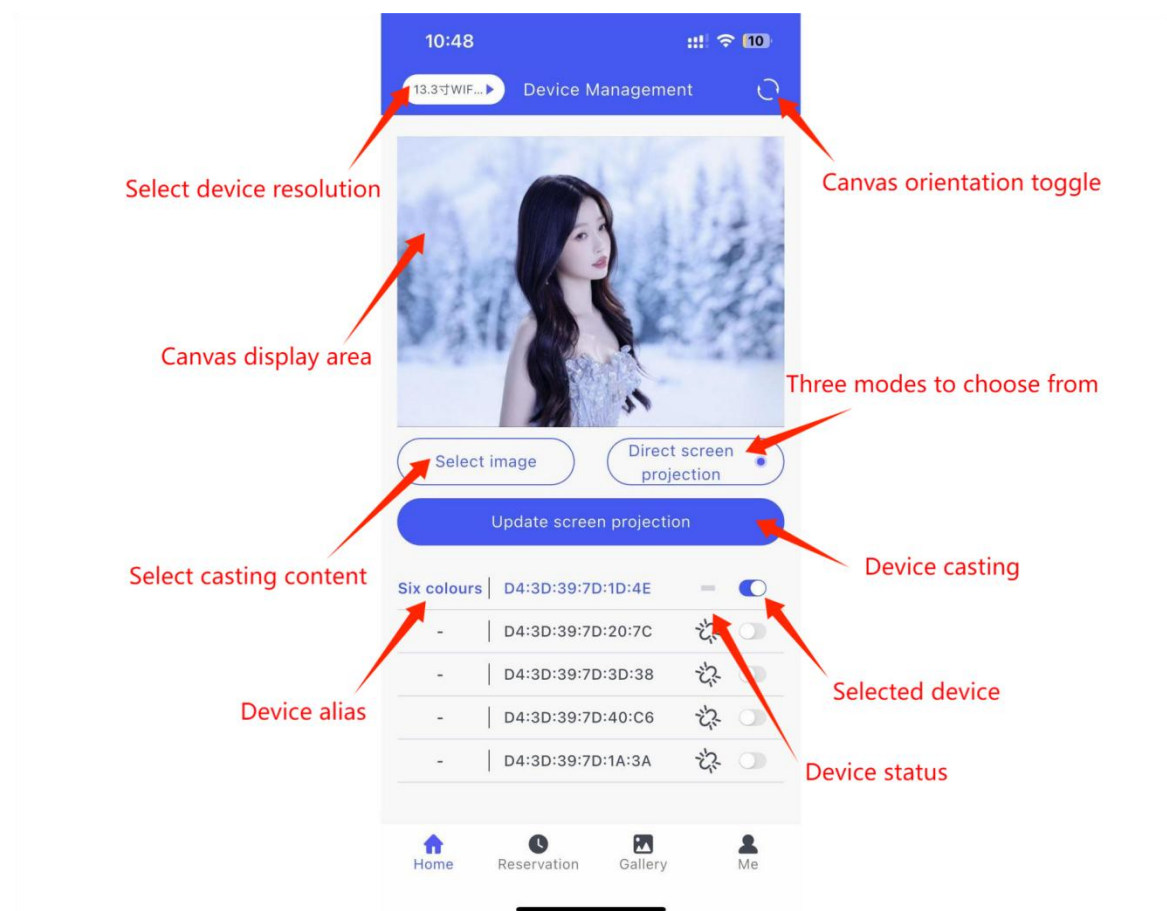 10:48
10
13.3寸WIF...
Device Management
Select device resolution
Canvas orientation toggle
Canvas display area
Three modes to choose from
Select image
Direct screen
projection
Update screen projection
Select casting content
Device casting
Six colours
D4:3D:39:7D:1D:4E
-
D4:3D:39:7D:20:7C
-
D4:3D:39:7D:3D:38
Selected device
Device alias
-
D4:3D:39:7D:40:C6
-
D4:3D:39:7D:1A:3A
Device status
Home
Reservation
Gallery
Me